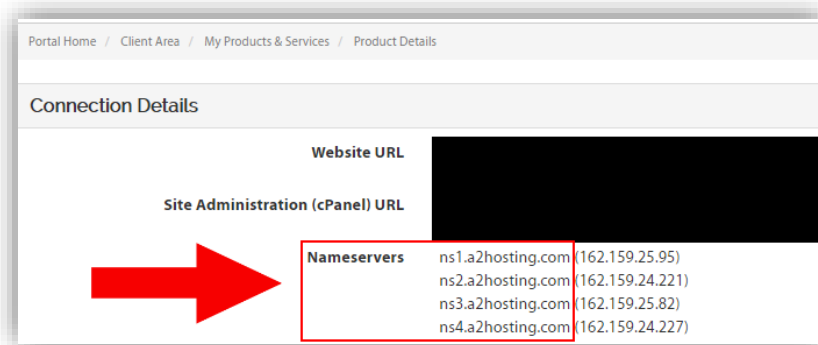 Portal Home / Client Area / My Products & Services / Product Details
Connection Details
Website URL
Site Administration (cPanel) URL
Nameservers ns1.a2hosting.com (162.159.25.95)
ns2.a2hosting.com (162.159.24.221)
ns3.a2hosting.com (162.159.25.82)
ns4.a2hosting.com (162.159.24.227)